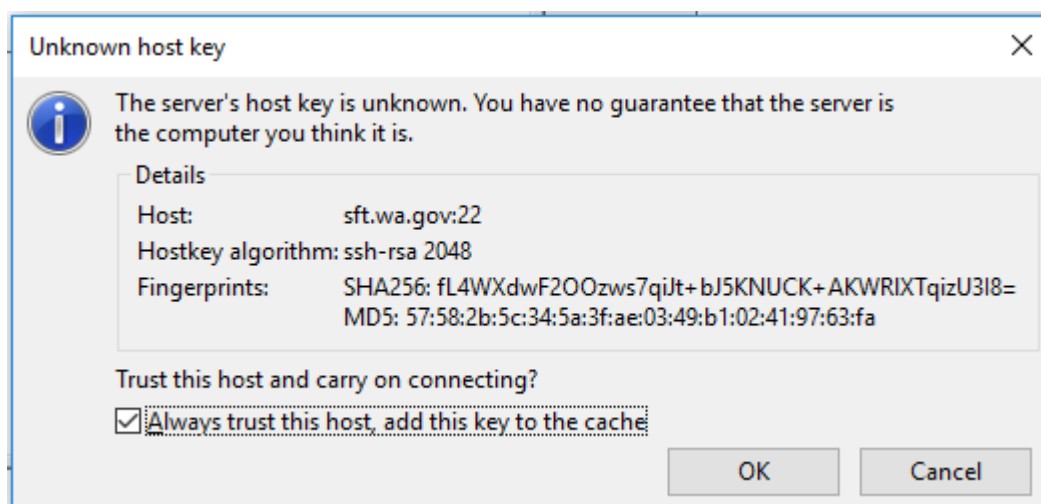 Unknown host key
The server's host key is unknown. You have no guarantee that the server is
the computer you think it is.
Details
Host: sft.wa.gov:22
Hostkey algorithm: ssh-rsa 2048
Fingerprints: SHA256: fL4WXdwF2OOzws7qiJt+bJ5KNUCK+AKWRIXTqizU3I8=
MD5: 57:58:2b:5c:34:5a:3f:ae:03:49:b1:02:41:97:63:fa
Trust this host and carry on connecting?
Always trust this host, add this key to the cache
OK Cancel